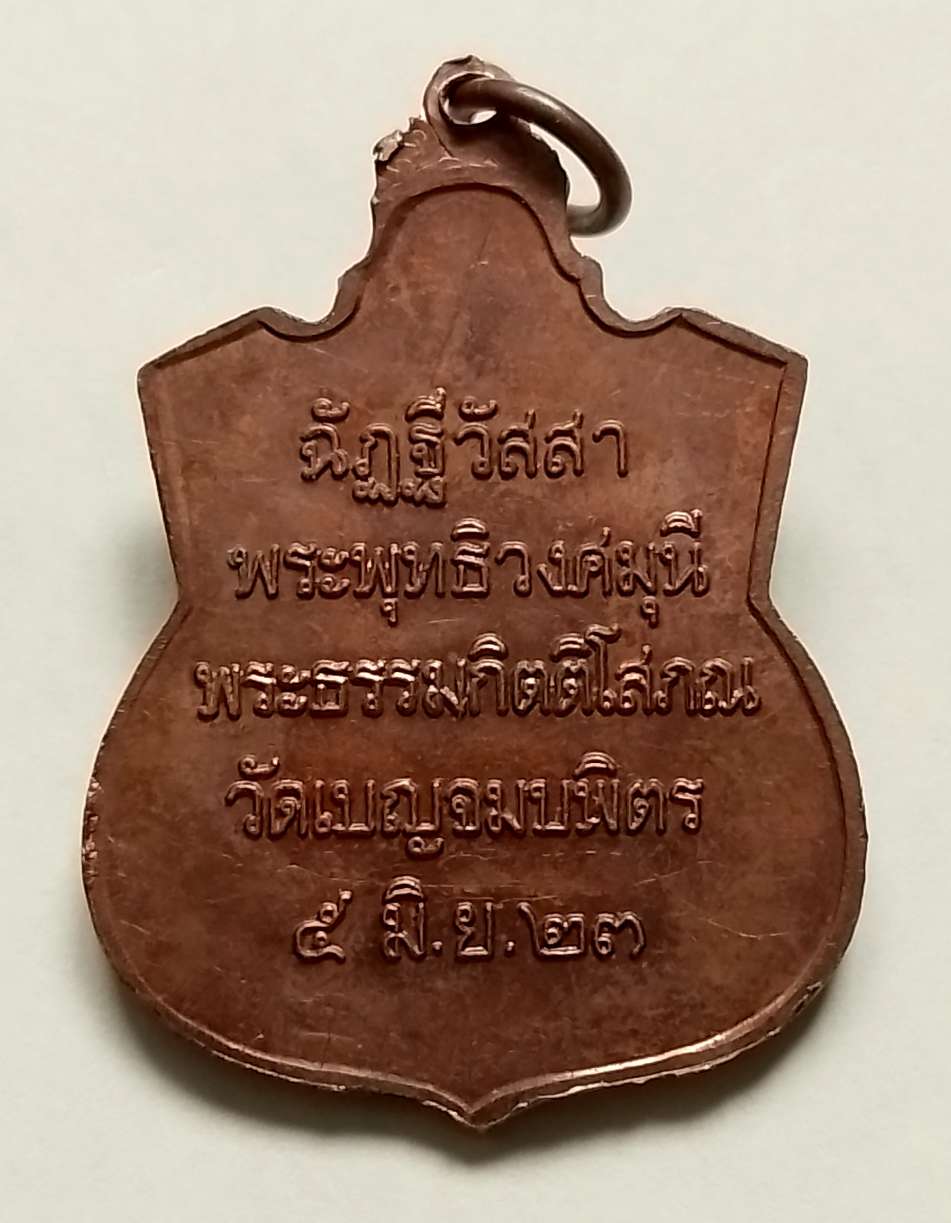 ฉัฏฐีวัสสา
พระพุทธิวงศมุนี
พระธรรมกิตติโสภณ
วัดเบญจมบพิตร
๕ มิ.ย.๒๓